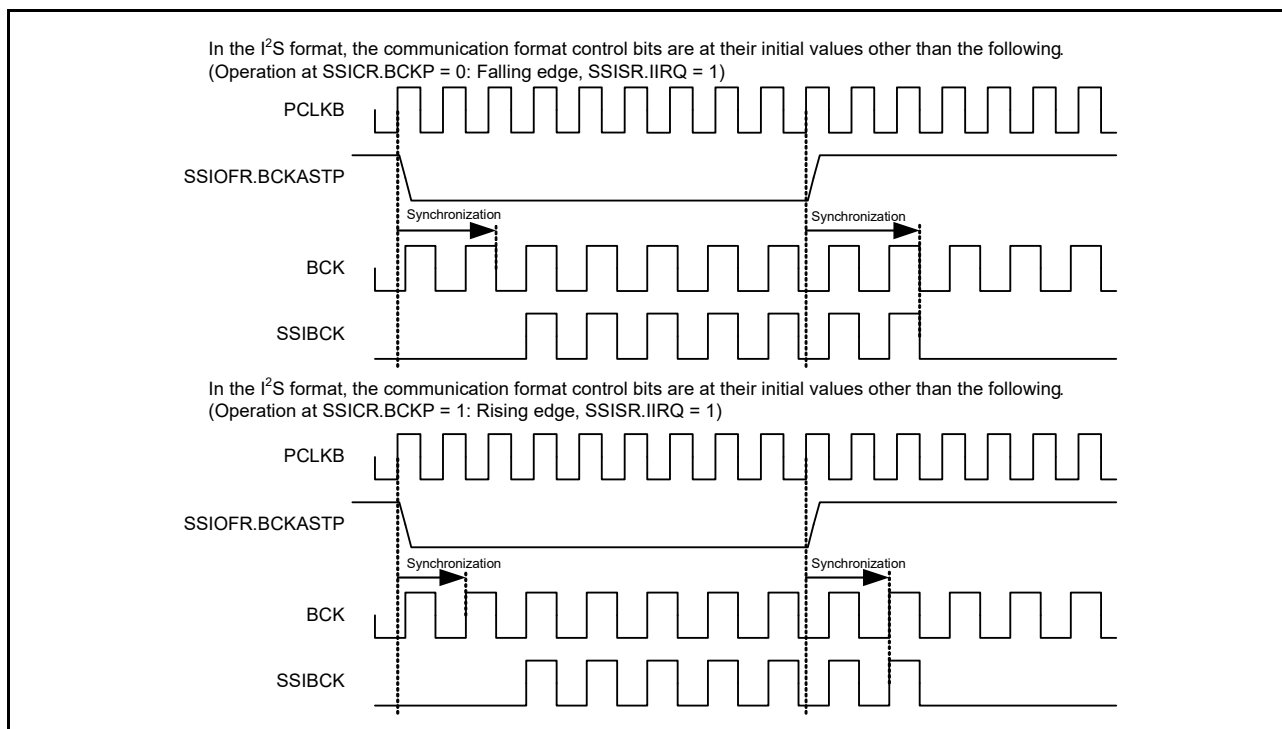 In the I²S format, the communication format control bits are at their initial values other than the following.
(Operation at SSICR.BCKP = 0: Falling edge, SSISR.IIRQ = 1)
PCLKB
SSIOFR.BCKASTP
Synchronization Synchronization
BCK
SSIBCK
In the I²S format, the communication format control bits are at their initial values other than the following.
(Operation at SSICR.BCKP = 1: Rising edge, SSISR.IIRQ = 1)
PCLKB
SSIOFR.BCKASTP
Synchronization Synchronization
BCK
SSIBCK